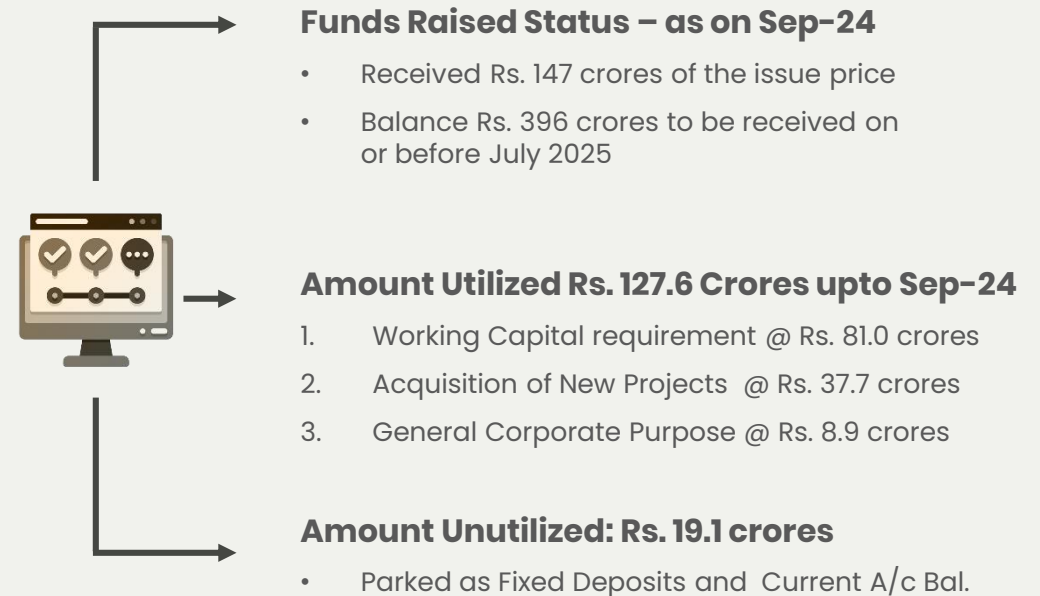 Funds Raised Status – as on Sep-24
• Received Rs. 147 crores of the issue price
• Balance Rs. 396 crores to be received on
or before July 2025
Amount Utilized Rs. 127.6 Crores upto Sep-24
1. Working Capital requirement @ Rs. 81.0 crores
2. Acquisition of New Projects @ Rs. 37.7 crores
3. General Corporate Purpose @ Rs. 8.9 crores
Amount Unutilized: Rs. 19.1 crores
• Parked as Fixed Deposits and Current A/c Bal.